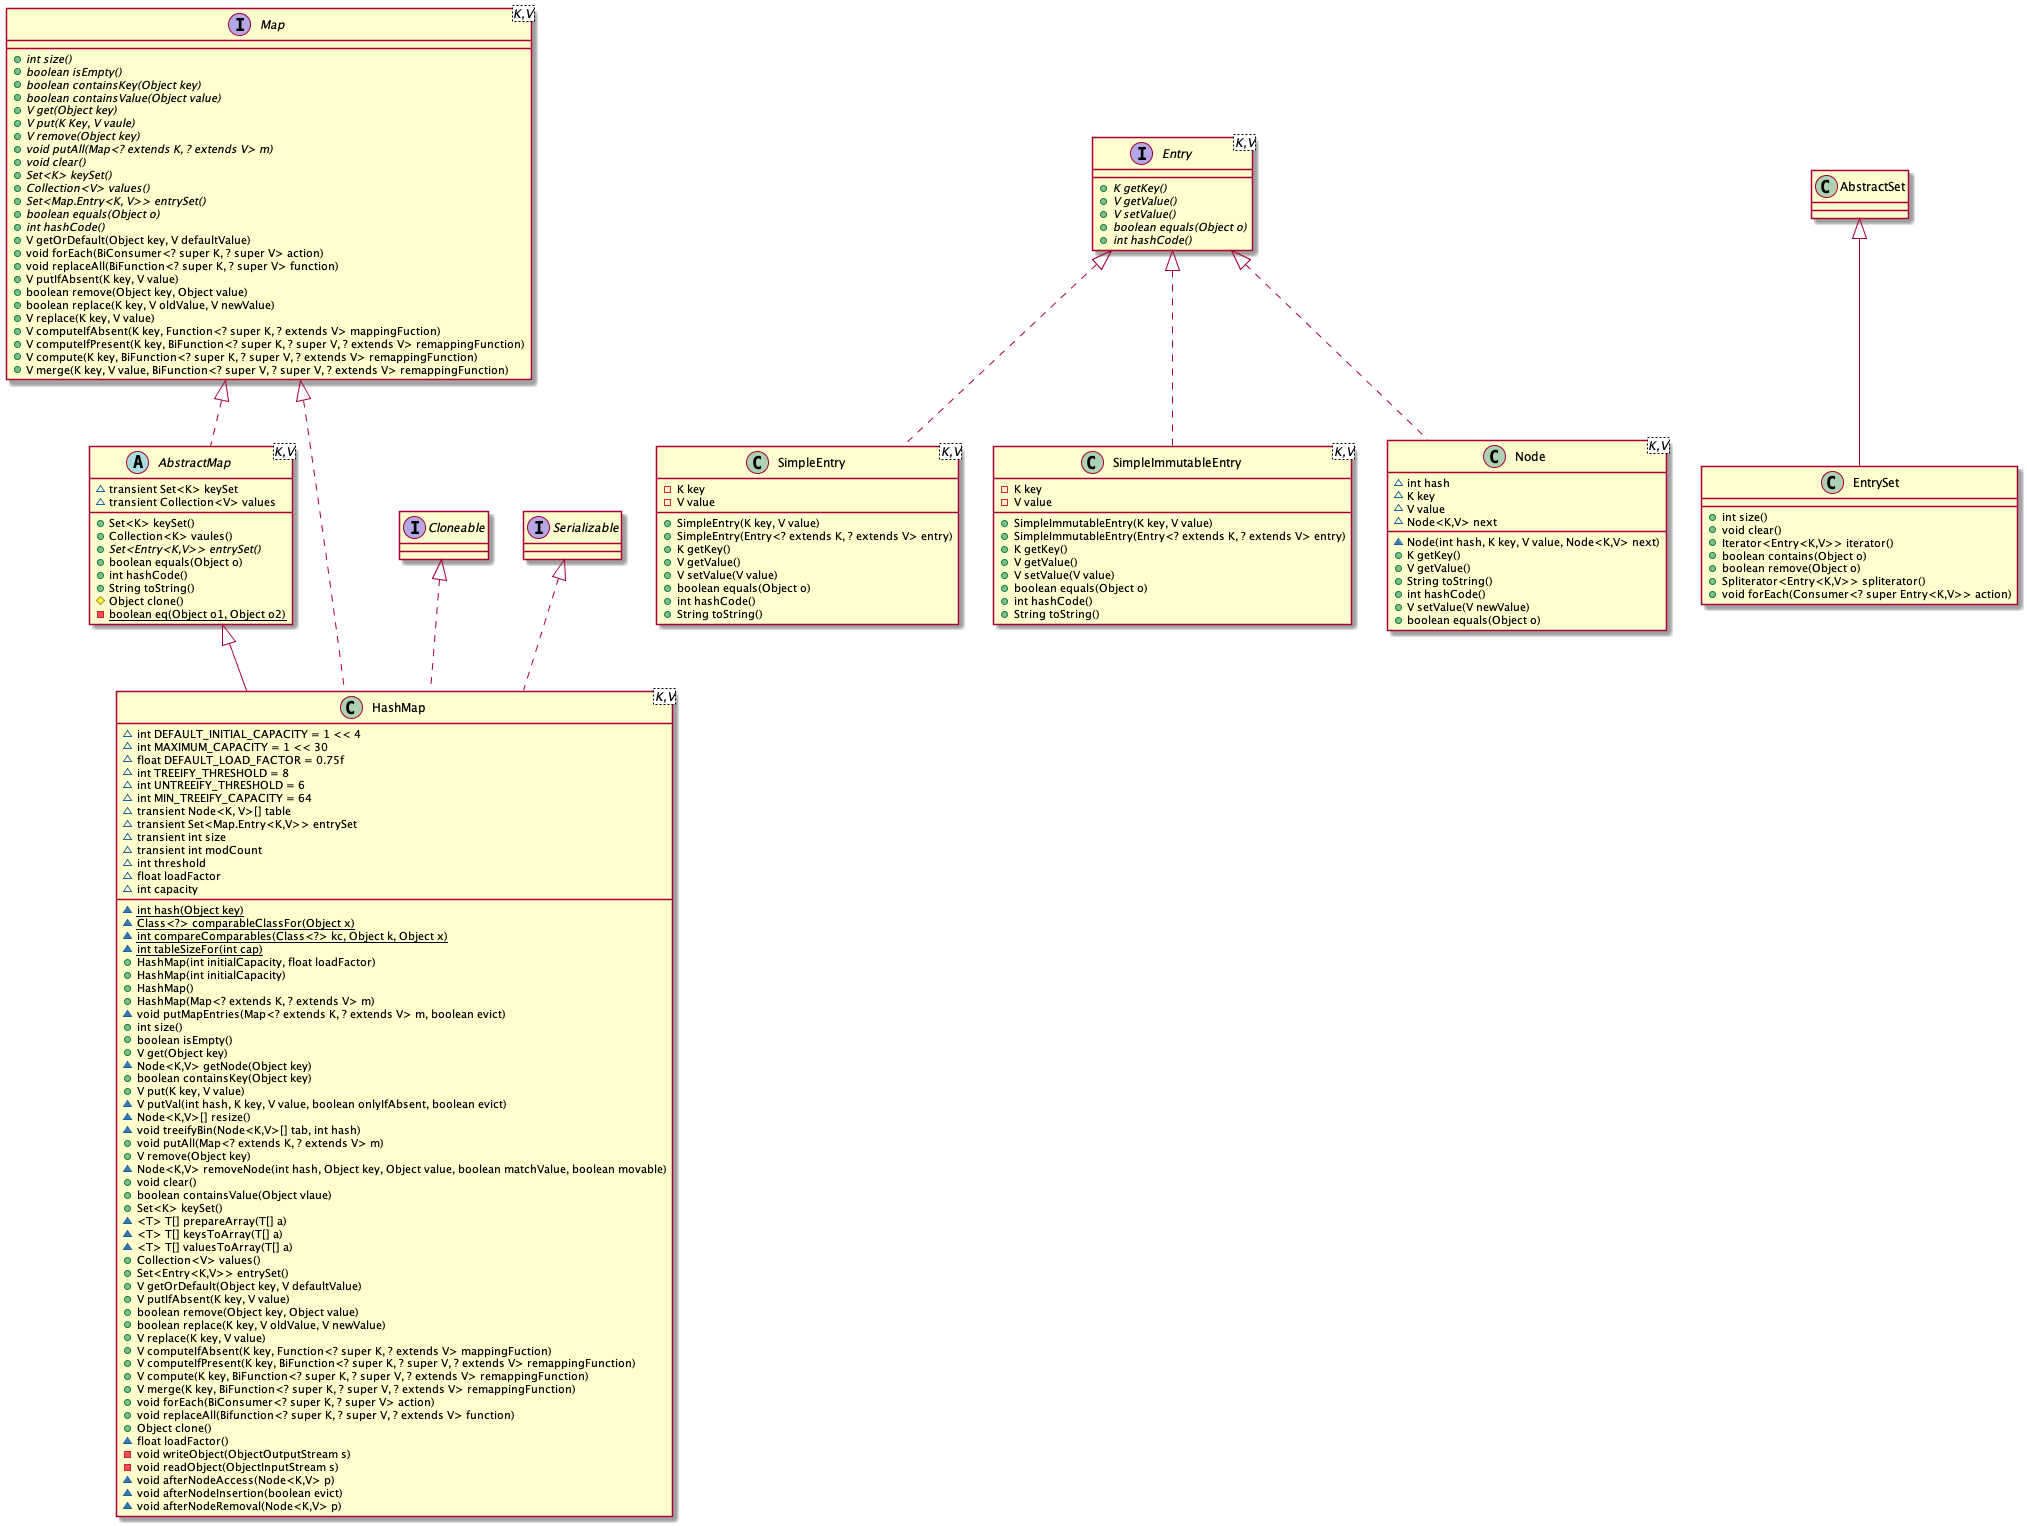 Map
K,V
int size()
boolean isEmpty()
boolean containsKey(Object key)
boolean containsValue(Object value)
V get(Object key)
V put(K Key, V vaule)
V remove(Object key)
void putAll(Map<? extends K, ? extends V> m)
void clear()
Set<K> keySet()
Collection<V> values()
Set<Map.Entry<K, V>> entrySet()
boolean equals(Object o)
int hashCode()
V getOrDefault(Object key, V defaultValue)
void forEach(BiConsumer<? super K, ? super V> action)
void replaceAll(BiFunction<? super K, ? super V> function)
V putIfAbsent(K key, V value)
boolean remove(Object key, Object value)
boolean replace(K key, V oldValue, V newValue)
V replace(K key, V value)
V computeIfAbsent(K key, Function<? super K, ? extends V> mappingFuction)
V computeIfPresent(K key, BiFunction<? super K, ? super V, ? extends V> remappingFunction)
V compute(K key, BiFunction<? super K, ? super V, ? extends V> remappingFunction)
V merge(K key, V value, BiFunction<? super V, ? super V, ? extends V> remappingFunction)
Entry
K,V
K getKey()
V getValue()
V setValue()
boolean equals(Object o)
int hashCode()
AbstractSet
AbstractMap
K,V
transient Set<K> keySet
transient Collection<V> values
Set<K> keySet()
Collection<K> vaules()
Set<Entry<K,V>> entrySet()
boolean equals(Object o)
int hashCode()
String toString()
Object clone()
boolean eq(Object o1, Object o2)
Cloneable
Serializable
SimpleEntry
K,V
K key
V value
SimpleEntry(K key, V value)
SimpleEntry(Entry<? extends K, ? extends V> entry)
K getKey()
V getValue()
V setValue(V value)
boolean equals(Object o)
int hashCode()
String toString()
SimpleImmutableEntry
K,V
K key
V value
SimpleImmutableEntry(K key, V value)
SimpleImmutableEntry(Entry<? extends K, ? extends V> entry)
K getKey()
V getValue()
V setValue(V value)
boolean equals(Object o)
int hashCode()
String toString()
Node
K,V
int hash
K key
V value
Node<K,V> next
Node(int hash, K key, V value, Node<K,V> next)
K getKey()
V getValue()
String toString()
int hashCode()
V setValue(V newValue)
boolean equals(Object o)
EntrySet
int size()
void clear()
Iterator<Entry<K,V>> iterator()
boolean contains(Object o)
boolean remove(Object o)
Spliterator<Entry<K,V>> spliterator()
void forEach(Consumer<? super Entry<K,V>> action)
HashMap
K,V
int DEFAULT_INITIAL_CAPACITY = 1 << 4
int MAXIMUM_CAPACITY = 1 << 30
float DEFAULT_LOAD_FACTOR = 0.75f
int TREEIFY_THRESHOLD = 8
int UNTREEIFY_THRESHOLD = 6
int MIN_TREEIFY_CAPACITY = 64
transient Node<K, V>[] table
transient Set<Map.Entry<K,V>> entrySet
transient int size
transient int modCount
int threshold
float loadFactor
int capacity
int hash(Object key)
Class<?> comparableClassFor(Object x)
int compareComparables(Class<?> kc, Object k, Object x)
int tableSizeFor(int cap)
HashMap(int initialCapacity, float loadFactor)
HashMap(int initialCapacity)
HashMap()
HashMap(Map<? extends K, ? extends V> m)
void putMapEntries(Map<? extends K, ? extends V> m, boolean evict)
int size()
boolean isEmpty()
V get(Object key)
Node<K,V> getNode(Object key)
boolean containsKey(Object key)
V put(K key, V value)
V putVal(int hash, K key, V value, boolean onlyIfAbsent, boolean evict)
Node<K,V>[] resize()
void treeifyBin(Node<K,V>[] tab, int hash)
void putAll(Map<? extends K, ? extends V> m)
V remove(Object key)
Node<K,V> removeNode(int hash, Object key, Object value, boolean matchValue, boolean movable)
void clear()
boolean containsValue(Object vlaue)
Set<K> keySet()
<T> T[] prepareArray(T[] a)
<T> T[] keysToArray(T[] a)
<T> T[] valuesToArray(T[] a)
Collection<V> values()
Set<Entry<K,V>> entrySet()
V getOrDefault(Object key, V defaultValue)
V putIfAbsent(K key, V value)
boolean remove(Object key, Object value)
boolean replace(K key, V oldValue, V newValue)
V replace(K key, V value)
V computeIfAbsent(K key, Function<? super K, ? extends V> mappingFuction)
V computeIfPresent(K key, BiFunction<? super K, ? super V, ? extends V> remappingFunction)
V compute(K key, BiFunction<? super K, ? super V, ? extends V> remappingFunction)
V merge(K key, BiFunction<? super K, ? super V, ? extends V> remappingFunction)
void forEach(BiConsumer<? super K, ? super V> action)
void replaceAll(Bifunction<? super K, ? super V, ? extends V> function)
Object clone()
float loadFactor()
void writeObject(ObjectOutputStream s)
void readObject(ObjectInputStream s)
void afterNodeAccess(Node<K,V> p)
void afterNodeInsertion(boolean evict)
void afterNodeRemoval(Node<K,V> p)